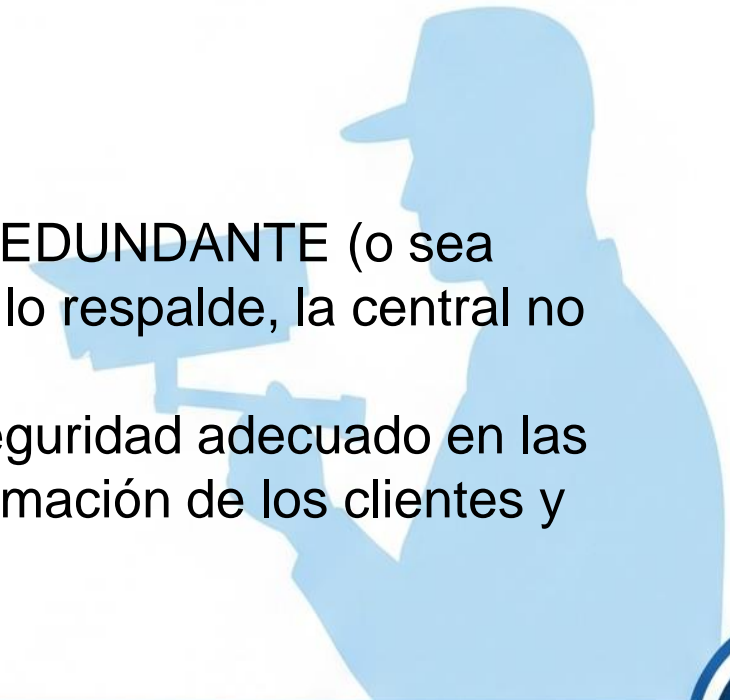 EDUNDANTE (o sea
lo respalde, la central no
eguridad adecuado en las
mación de los clientes y